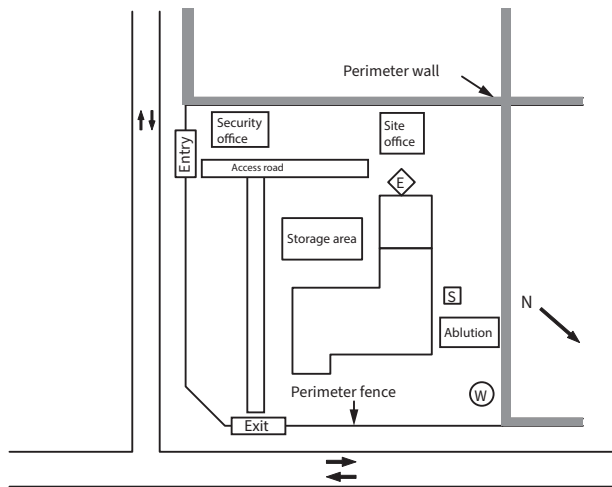 Perimeter wall
Security
office
Site
office
Entry
Access road
E
Storage area
S
N
Ablution
Perimeter fence
W
Exit